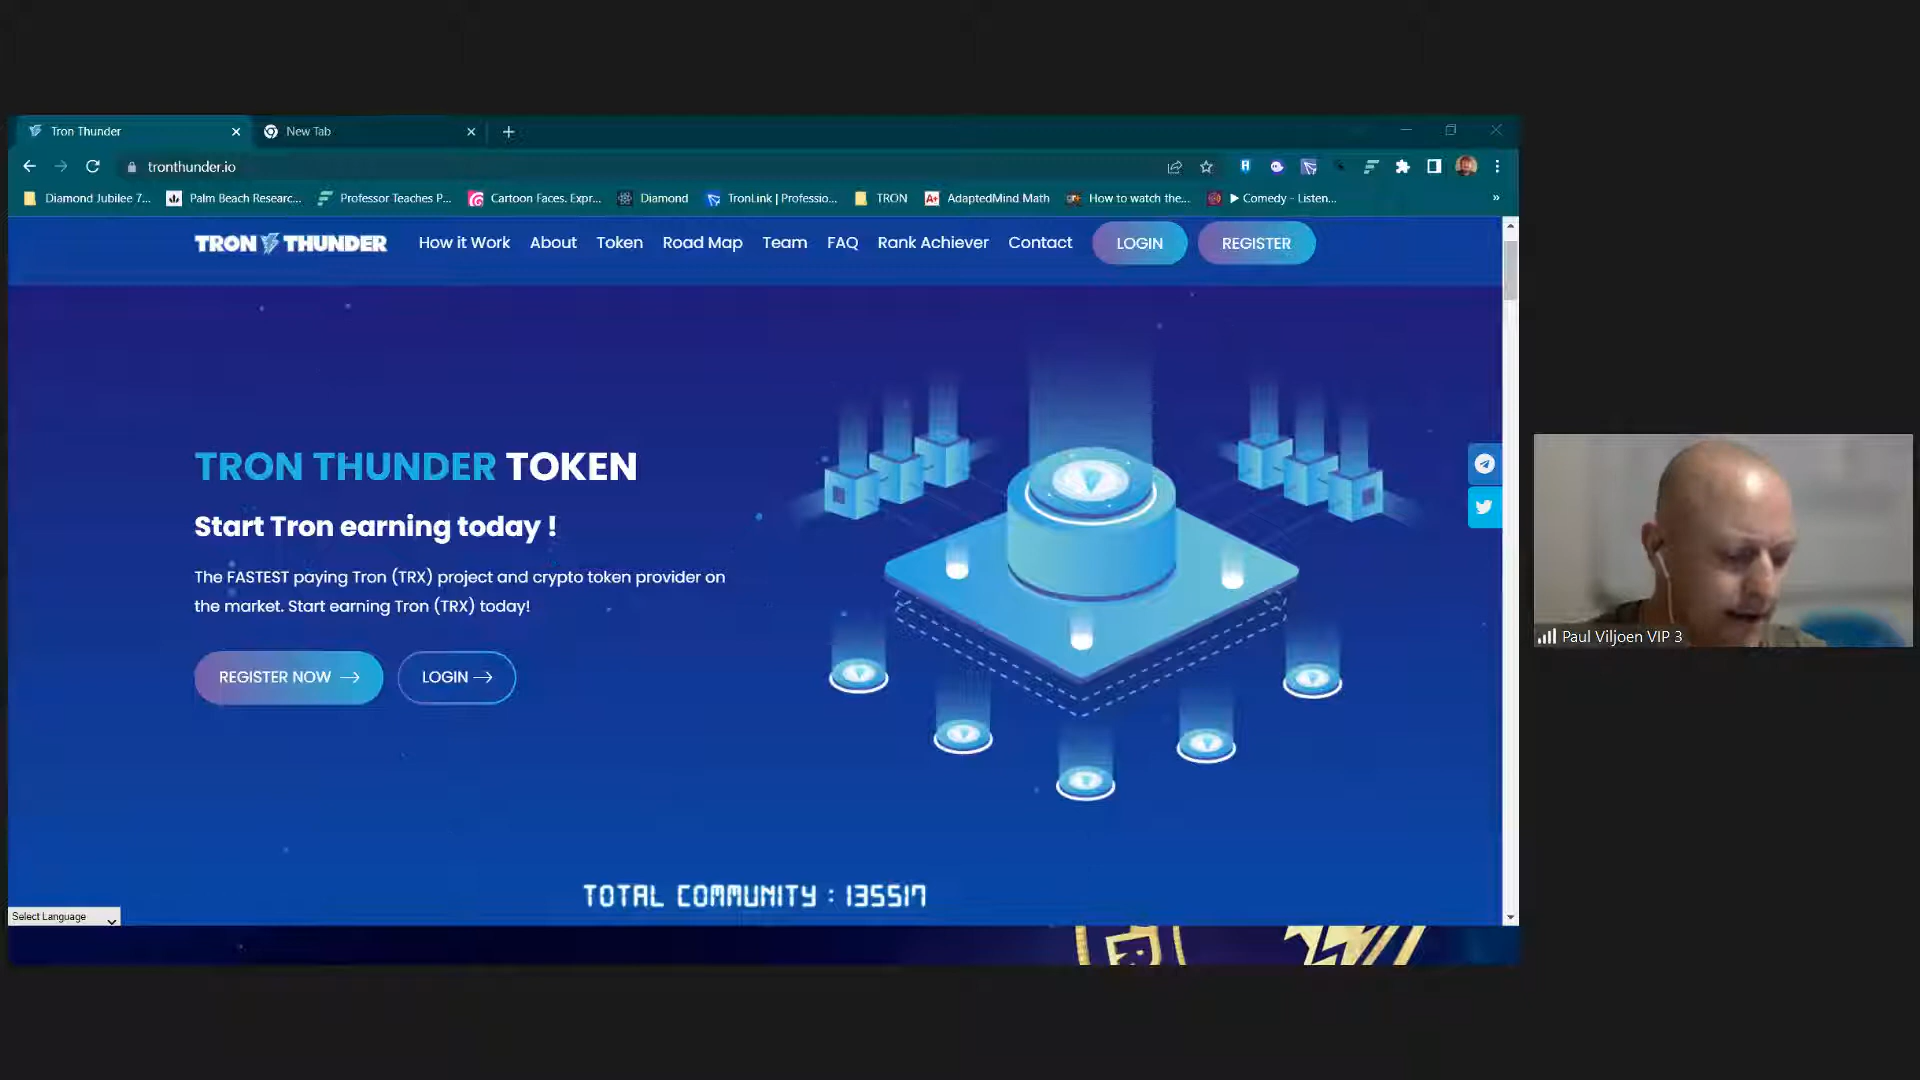 Tron Thunder
New Tab
tronthunder.io
Diamond Jubilee 7...
Palm Beach Researc...
Professor Teaches P...
Cartoon Faces. Expr...
Diamond
TronLink | Professio...
TRON
A+
AdaptedMind Math
How to watch the...
▶ Comedy - Listen...
»
TRON THUNDER
How it Work
About
Token
Road Map
Team
FAQ
Rank Achiever
Contact
LOGIN
REGISTER
TRON THUNDER TOKEN
Start Tron earning today !
The FASTEST paying Tron (TRX) project and crypto token provider on
the market. Start earning Tron (TRX) today!
REGISTER NOW
LOGIN
TOTAL COMMUNITY : 135517
Select Language
Paul Viljoen VIP 3